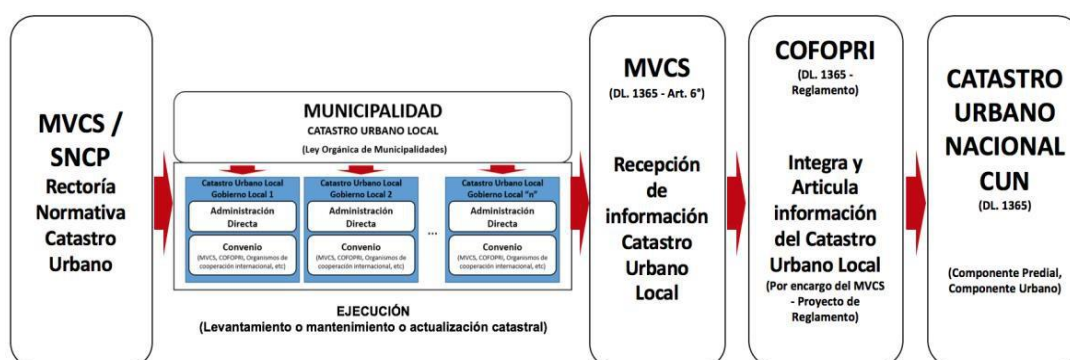 MVCS /
SNCP
Rectoría
Normativa
Catastro
Urbano
MUNICIPALIDAD
CATASTRO URBANO LOCAL
(Ley Orgánica de Municipalidades)
Catastro Urbano Local
Gobierno Local 1
Administración
Directa
Convenio
(MVCS, COFOPRI, Organismos de
cooperación internacional, etc)
Catastro Urbano Local
Gobierno Local 2
Administración
Directa
Convenio
(MVCS, COFOPRI, Organismos de
cooperación internacional, etc)
...
Catastro Urbano Local
Gobierno Local "n"
Administración
Directa
Convenio
(MVCS, COFOPRI, Organismos de
cooperación internacional, etc)
EJECUCIÓN
(Levantamiento o mantenimiento o actualización catastral)
MVCS
(DL. 1365 - Art. 6°)
Recepción
de
información
Catastro
Urbano
Local
COFOPRI
(DL. 1365 -
Reglamento)
Integra y
Articula
información
del Catastro
Urbano Local
(Por encargo del MVCS
- Proyecto de
Reglamento)
CATASTRO
URBANO
NACIONAL
CUN
(DL. 1365)
(Componente Predial,
Componente Urbano)